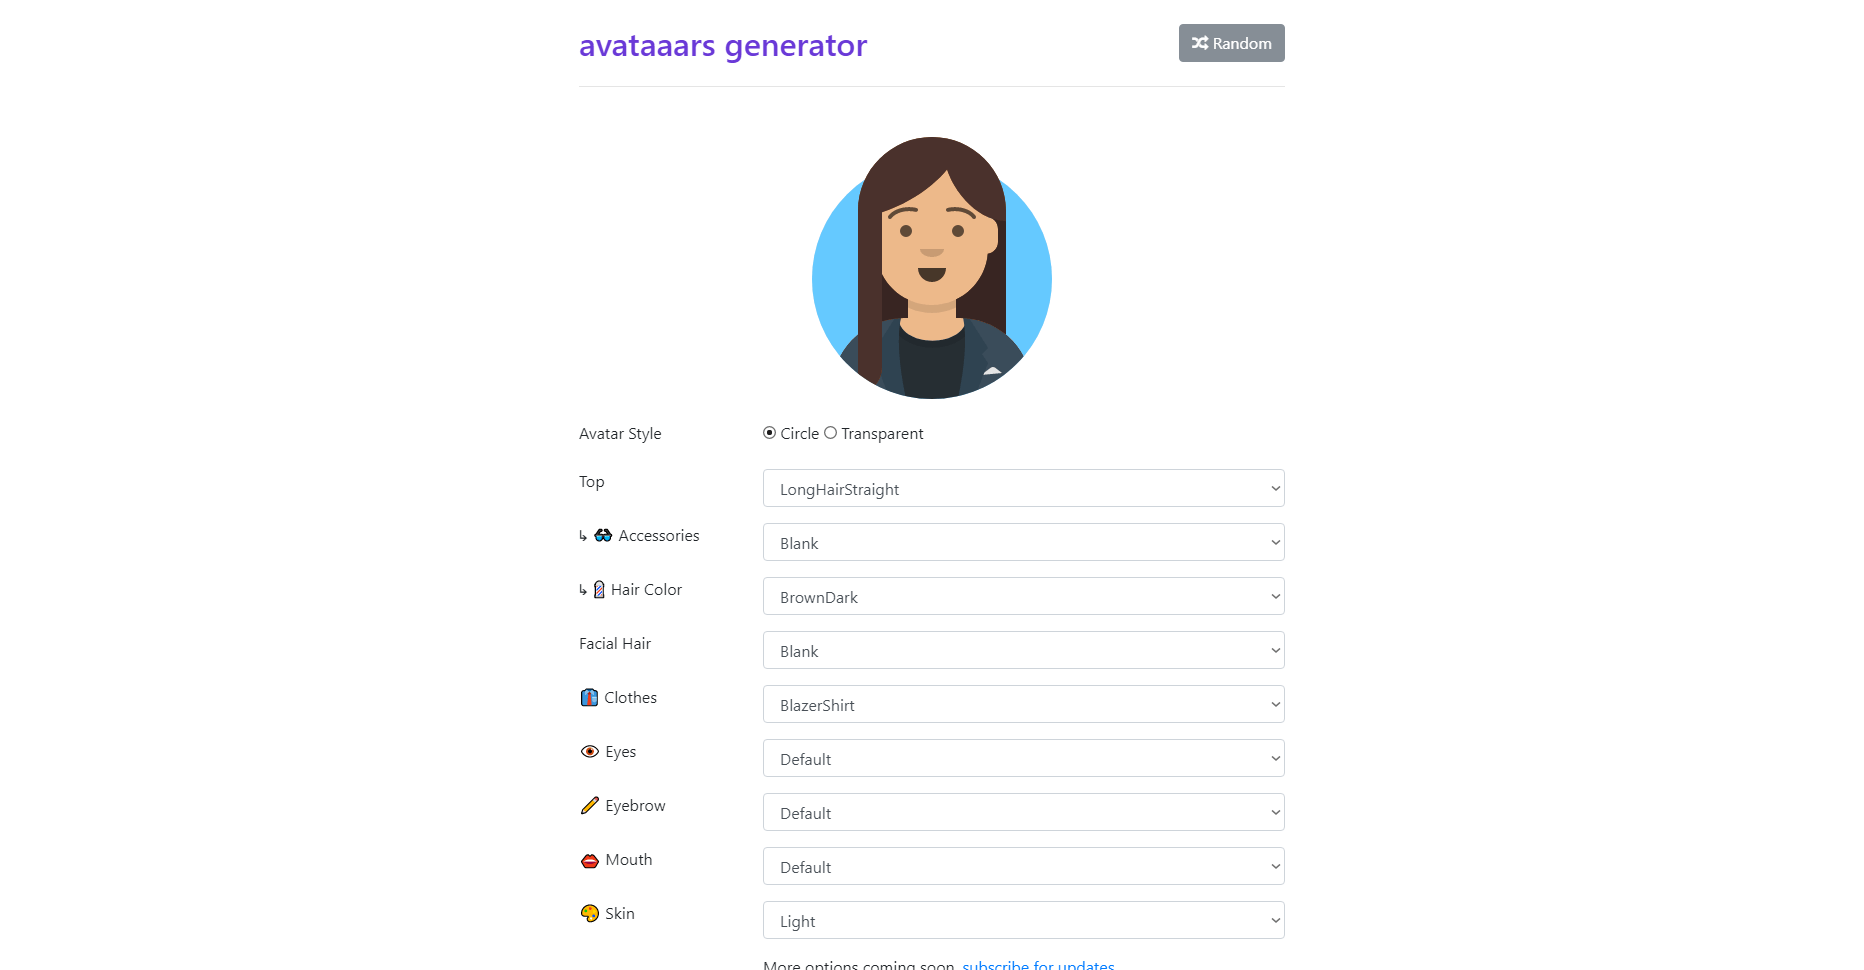 avataaars generator
Random
Avatar Style
Circle Transparent
Top
LongHairStraight
↳ Accessories
Blank
↳ Hair Color
BrownDark
Facial Hair
Blank
Clothes
BlazerShirt
Eyes
Default
Eyebrow
Default
Mouth
Default
Skin
Light
More options coming soon, subscribe for updates